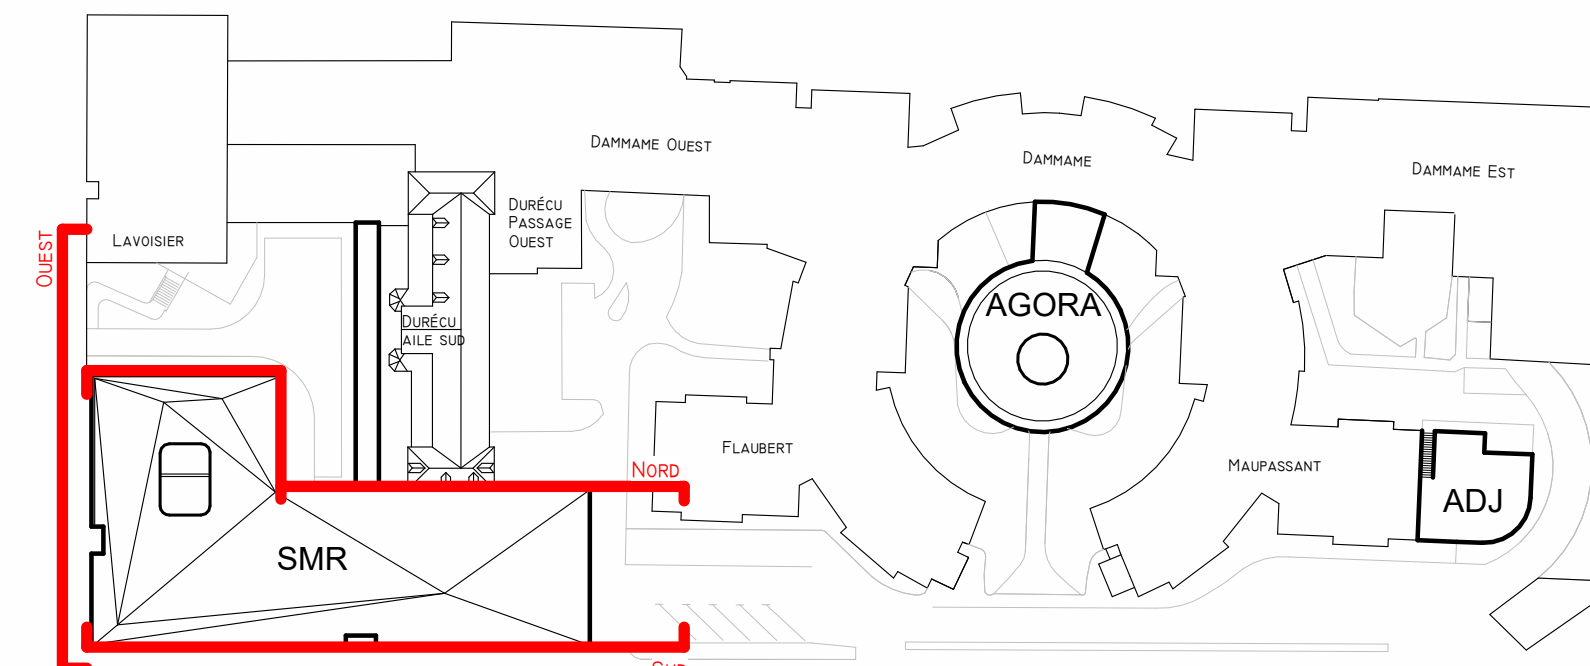 DAMMAME OUEST
DAMMAME
DAMMAME EST
DURÉCU
PASSAGE
OUEST
LAVOISIER
OUEST
AGORA
DURÉCU
AILE SUD
FLAUBERT
NORD
MAUPASSANT
ADJ
SMR
SUD